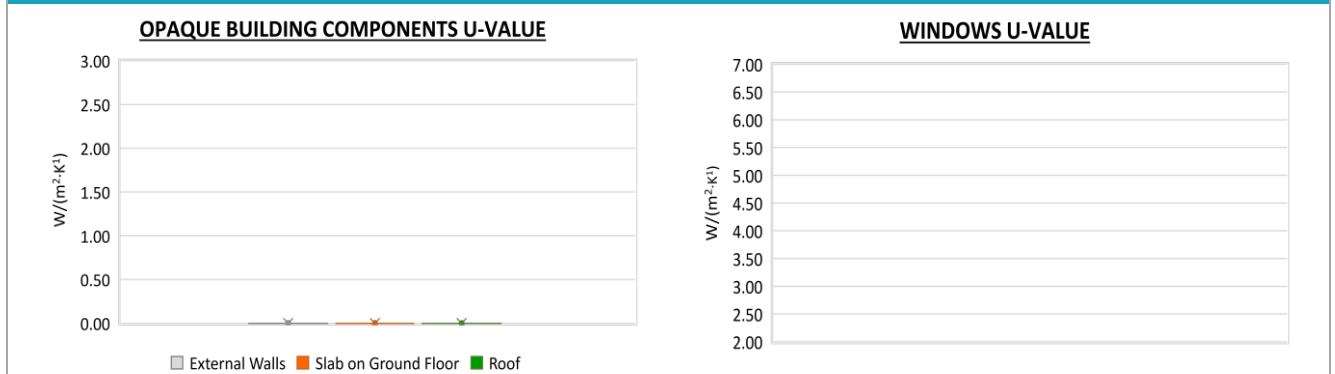 OPAQUE BUILDING COMPONENTS U-VALUE
3.00
2.50
2.00
1.50
1.00
0.50
0.00
W/(m²·K¹)
External Walls
Slab on Ground Floor
Roof
WINDOWS U-VALUE
7.00
6.50
6.00
5.50
5.00
4.50
4.00
3.50
3.00
2.50
2.00
W/(m²·K¹)